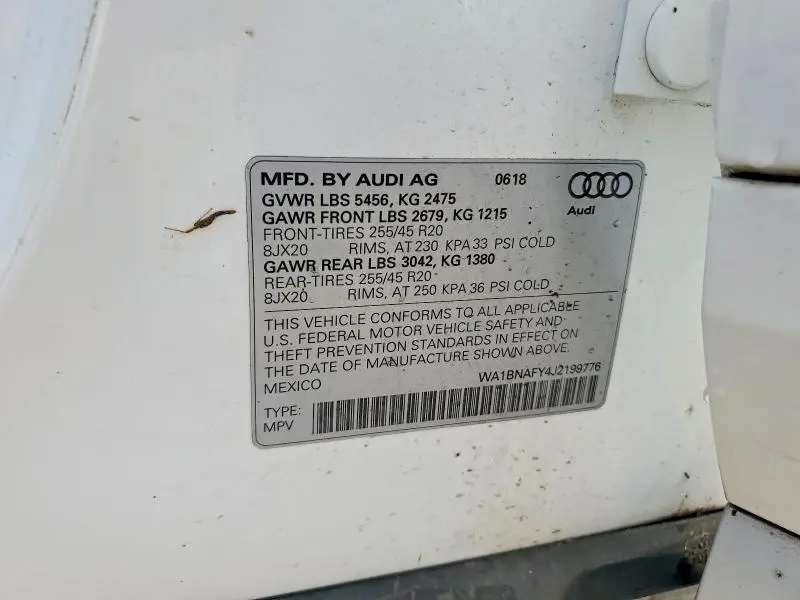 MFD. BY AUDI AG 0618
GVWR LBS 5456, KG 2475
GAWR FRONT LBS 2679, KG 1215
Audi
FRONT-TIRES 255/45 R20
8JX20 RIMS, AT 230 KPA 33 PSI COLD
GAWR REAR LBS 3042, KG 1380
REAR-TIRES 255/45 R20
8JX20 RIMS, AT 250 KPA 36 PSI COLD
THIS VEHICLE CONFORMS TO ALL APPLICABLE
U.S. FEDERAL MOTOR VEHICLE SAFETY AND
THEFT PREVENTION STANDARDS IN EFFECT ON
THE DATE OF MANUFACTURE SHOWN ABOVE.
MEXICO WA1BNAFY4J2199776
TYPE:
MPV